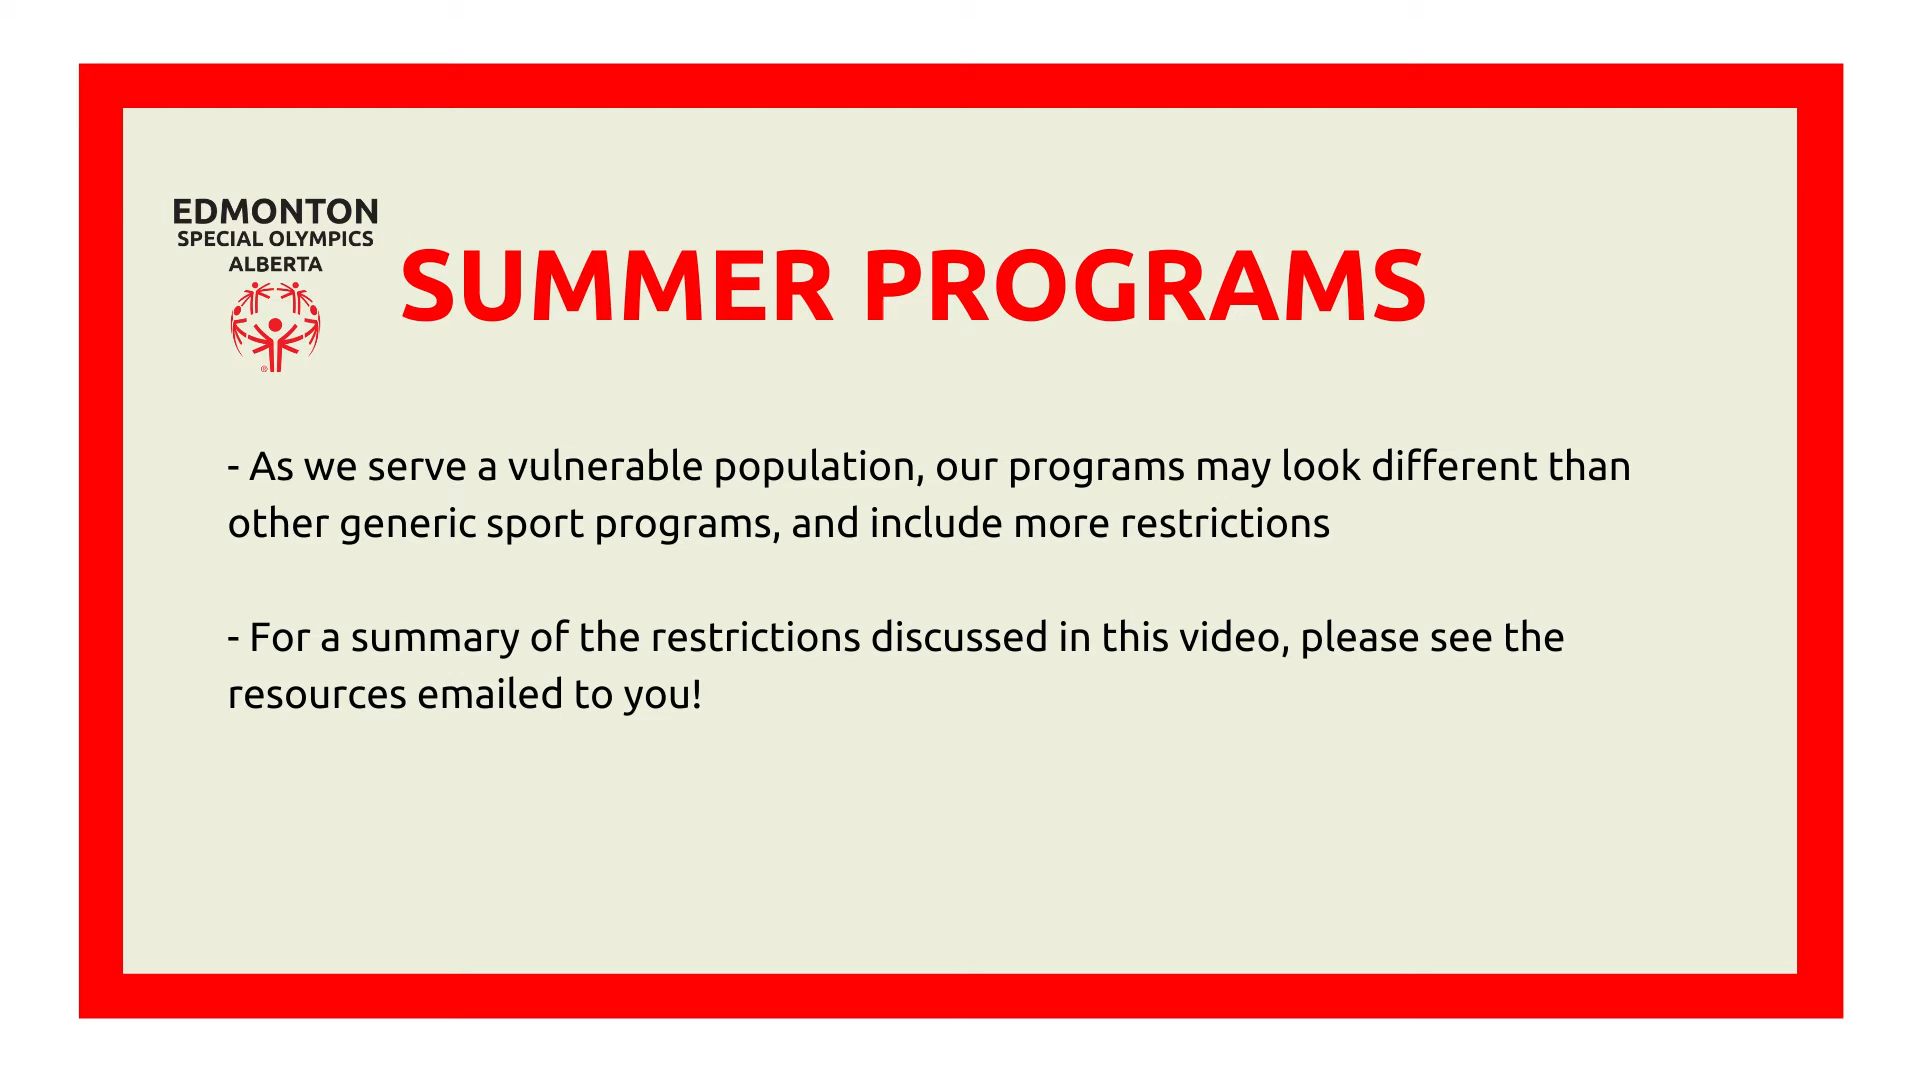 EDMONTON
SPECIAL OLYMPICS
ALBERTA
SUMMER PROGRAMS
- As we serve a vulnerable population, our programs may look different than
other generic sport programs, and include more restrictions
- For a summary of the restrictions discussed in this video, please see the
resources emailed to you!